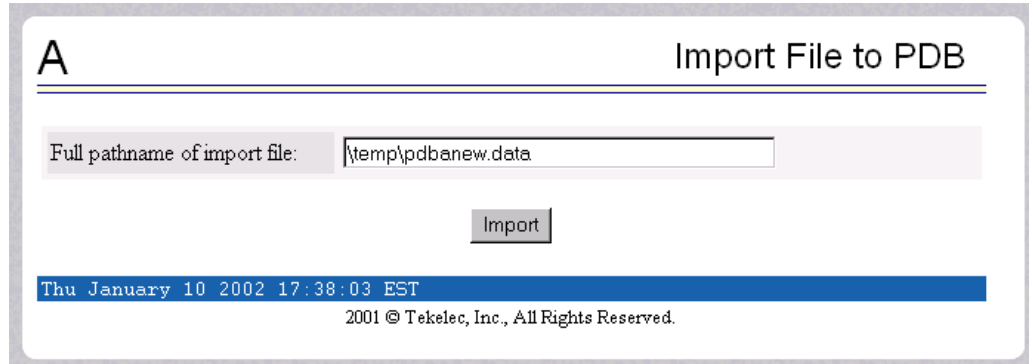 A Import File to PDB
Full pathname of import file: \temp\pdbanew.data
Import
Thu January 10 2002 17:38:03 EST
2001 © Tekelec, Inc., All Rights Reserved.